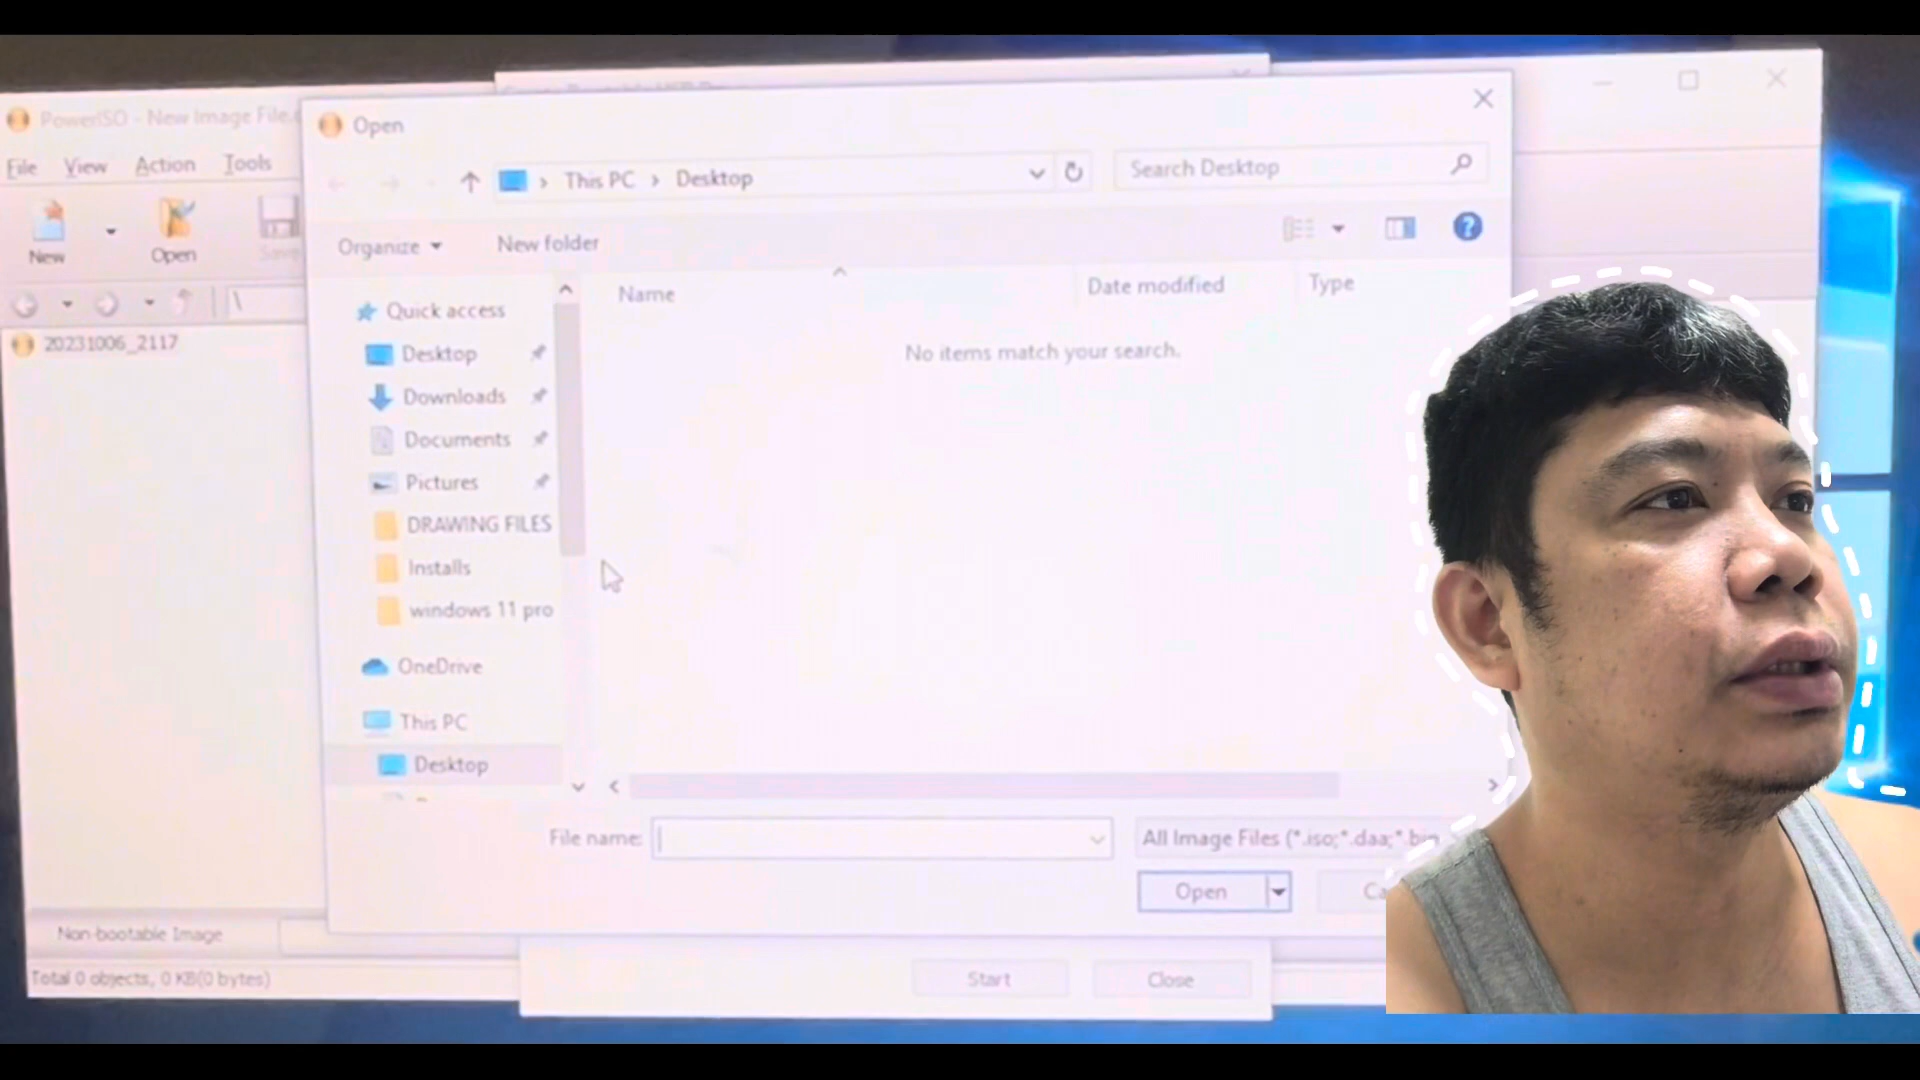 PowerISO - New Image File.
Open
File View Action Tools
This PC > Desktop
Search Desktop
New
Open
Save
Organize
New folder
\
20231006_2117
Name
Date modified
Type
No items match your search.
Quick access
Desktop
Downloads
Documents
Pictures
DRAWING FILES
Installs
windows 11 pro
OneDrive
This PC
Desktop
File name:
All Image Files (*.iso;*.daa;*.bin
Open
Ca
Non-bootable Image
Total 0 objects, 0 KB(0 bytes)
Start
Close